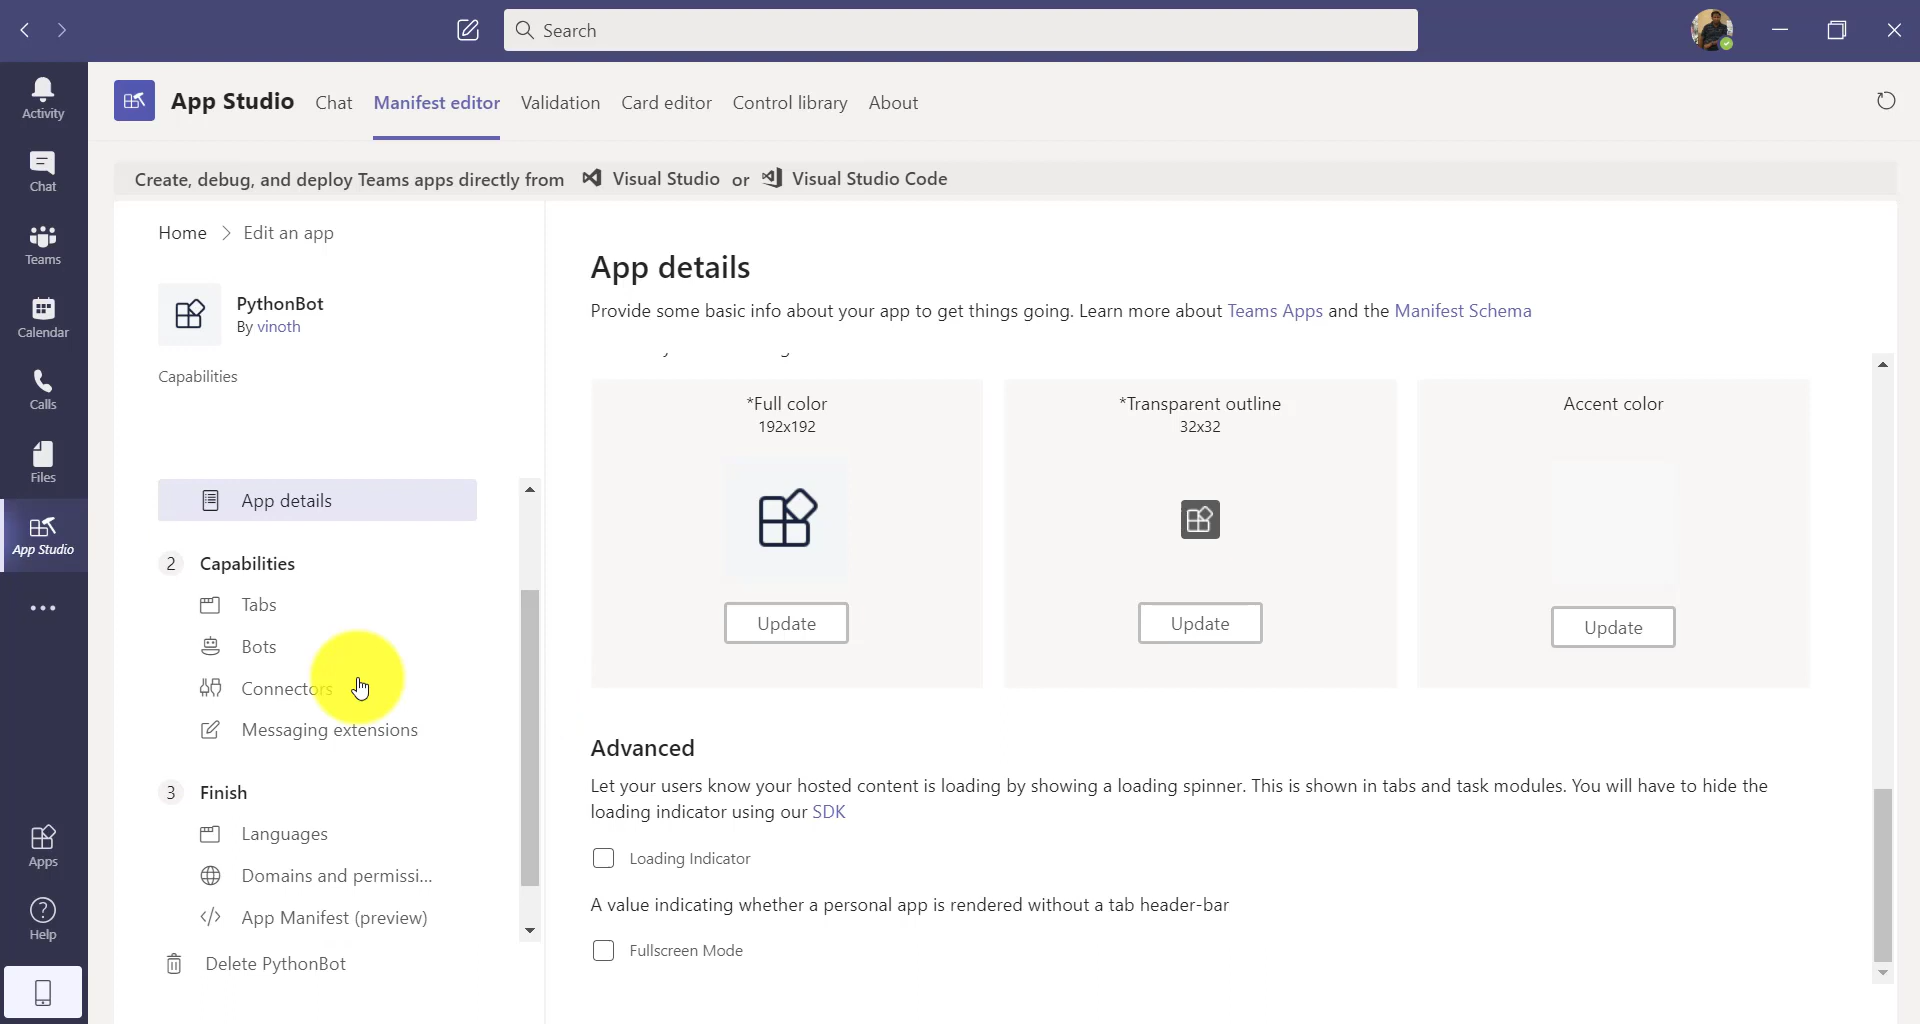 Search
Activity
Chat
Teams
Calendar
Calls
Files
App Studio
Apps
Help
App Studio Chat Manifest editor Validation Card editor Control library About
Create, debug, and deploy Teams apps directly from Visual Studio or Visual Studio Code
Home > Edit an app
PythonBot
By vinoth
Capabilities
App details
2 Capabilities
Tabs
Bots
Connectors
Messaging extensions
3 Finish
Languages
Domains and permissi...
App Manifest (preview)
Delete PythonBot
App details
Provide some basic info about your app to get things going. Learn more about Teams Apps and the Manifest Schema
*Full color
192x192
Update
*Transparent outline
32x32
Update
Accent color
Update
Advanced
Let your users know your hosted content is loading by showing a loading spinner. This is shown in tabs and task modules. You will have to hide the
loading indicator using our SDK
Loading Indicator
A value indicating whether a personal app is rendered without a tab header-bar
Fullscreen Mode